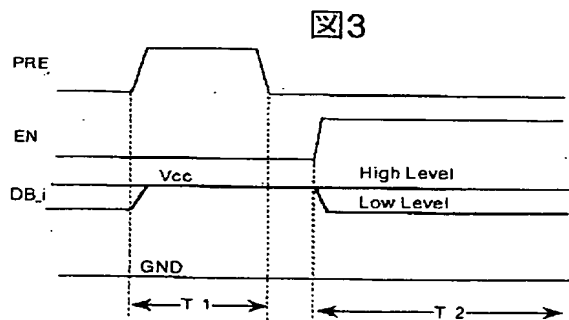 図3
PRE
EN
Vcc
High Level
DB_i
Low Level
GND
T 1
T 2